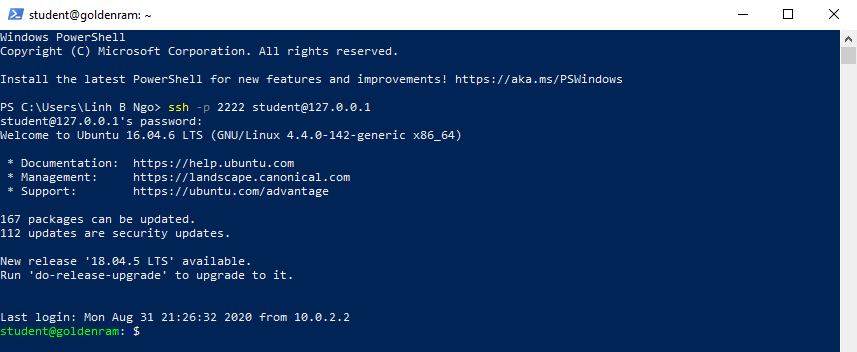 student@goldenram: ~
Windows PowerShell
Copyright (C) Microsoft Corporation. All rights reserved.
Install the latest PowerShell for new features and improvements! https://aka.ms/PSWindows
PS C:\Users\Linh B Ngo> ssh -p 2222 student@127.0.0.1
student@127.0.0.1's password:
Welcome to Ubuntu 16.04.6 LTS (GNU/Linux 4.4.0-142-generic x86_64)
* Documentation:  https://help.ubuntu.com
* Management:     https://landscape.canonical.com
* Support:        https://ubuntu.com/advantage
167 packages can be updated.
112 updates are security updates.
New release '18.04.5 LTS' available.
Run 'do-release-upgrade' to upgrade to it.
Last login: Mon Aug 31 21:26:32 2020 from 10.0.2.2
student@goldenram: $